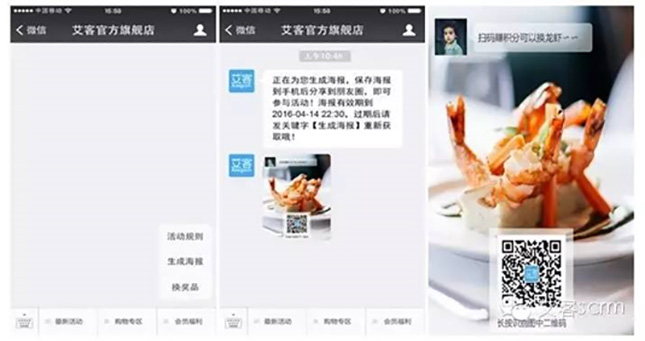 中国移动
15:58
微信
艾客官方旗舰店
活动规则
生成海报
换奖品
最新活动
购物专区
会员福利
中国移动
15:58
微信
艾客官方旗舰店
上午10:48
艾客
正在为您生成海报，保存海报
到手机后分享到朋友圈，即可
参与活动！海报有效期到
2016-04-14 22:30，过期后请
发关键字【生成海报】重新获
取哦！
艾客
最新活动
购物专区
会员福利
扫码赚积分可以换龙虾~~
长按识别图中二维码
艾客scrm